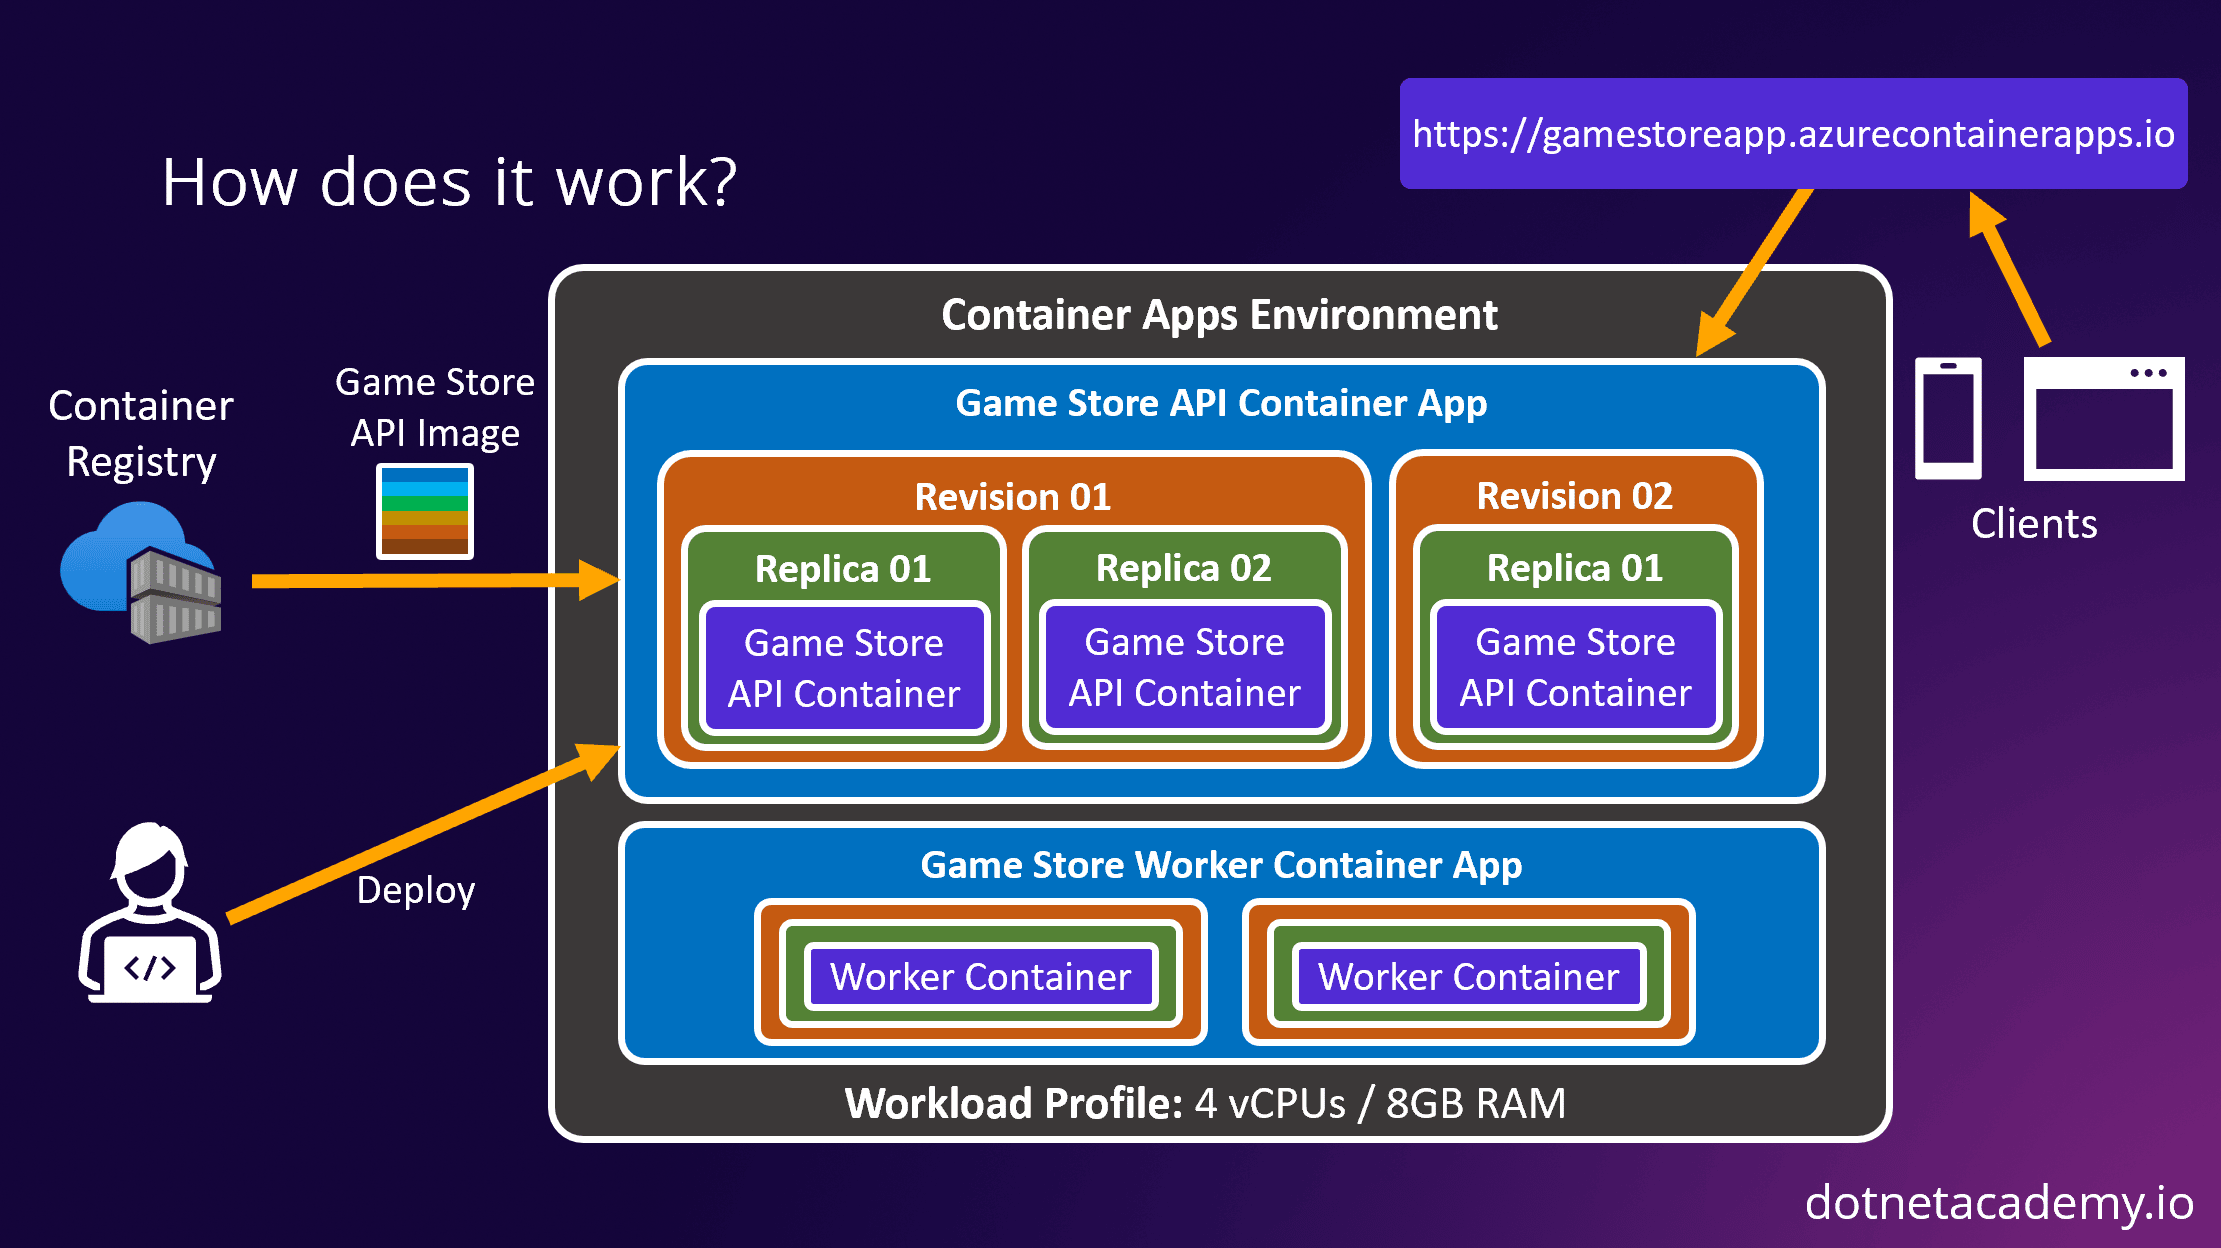 How does it work?
https://gamestoreapp.azurecontainerapps.io
Container Apps Environment
Container
Registry
Game Store
API Image
Deploy
Game Store API Container App
Revision 01
Replica 01
Game Store
API Container
Replica 02
Game Store
API Container
Revision 02
Replica 01
Game Store
API Container
Clients
</>
Game Store Worker Container App
Worker Container
Worker Container
Workload Profile: 4 vCPUs / 8GB RAM
dotnetacademy.io